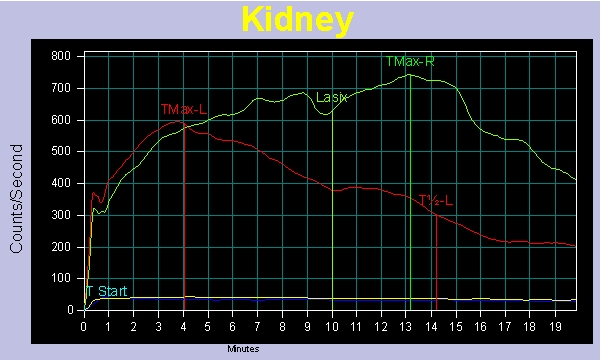 Kidney
800
TMax-R
700
Lasix
TMax-L
600
500
Counts/Second
400
T½-L
300
200
100
T Start
0
0 1 2 3 4 5 6 7 8 9 10 11 12 13 14 15 16 17 18 19
Minutes